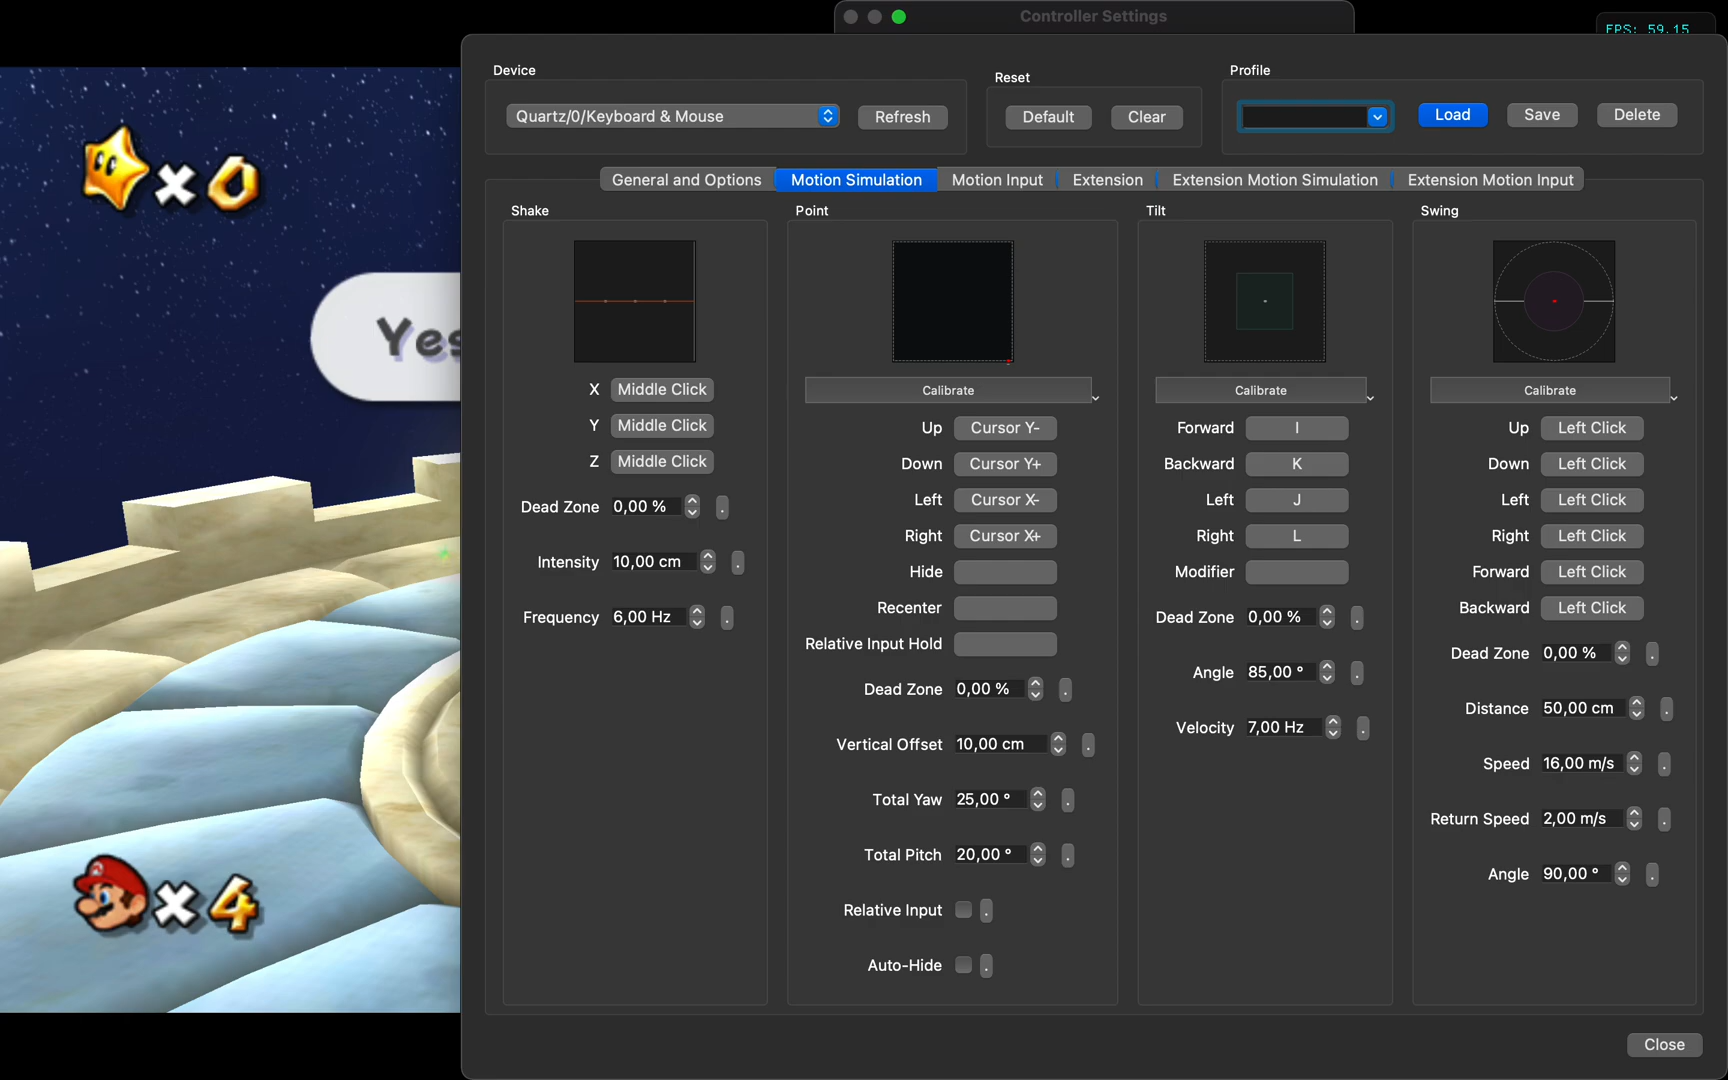 Controller Settings
FPS: 59.15
Device
Quartz/0/Keyboard & Mouse
Refresh
Reset
Default
Clear
Profile
Load
Save
Delete
General and Options
Motion Simulation
Motion Input
Extension
Extension Motion Simulation
Extension Motion Input
× 0
Yes
× 4
Shake
X Middle Click
Y Middle Click
Z Middle Click
Dead Zone 0,00 % .
Intensity 10,00 cm .
Frequency 6,00 Hz .
Point
Calibrate
Up Cursor Y-
Down Cursor Y+
Left Cursor X-
Right Cursor X+
Hide
Recenter
Relative Input Hold
Dead Zone 0,00 % .
Vertical Offset 10,00 cm .
Total Yaw 25,00 ° .
Total Pitch 20,00 ° .
Relative Input .
Auto-Hide .
Tilt
Calibrate
Forward I
Backward K
Left J
Right L
Modifier
Dead Zone 0,00 % .
Angle 85,00 ° .
Velocity 7,00 Hz .
Swing
Calibrate
Up Left Click
Down Left Click
Left Left Click
Right Left Click
Forward Left Click
Backward Left Click
Dead Zone 0,00 % .
Distance 50,00 cm .
Speed 16,00 m/s .
Return Speed 2,00 m/s .
Angle 90,00 ° .
Close